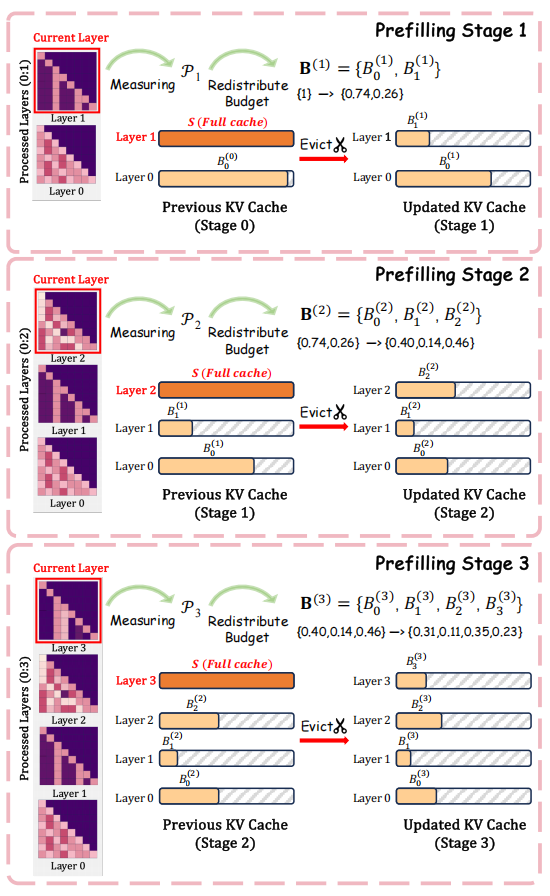 Prefilling Stage 1
Current Layer
Processed Layers (0:1)
Layer 1
Layer 0
Measuring
𝒫₁
Redistribute
Budget
B⁽¹⁾ = {B₀⁽¹⁾, B₁⁽¹⁾}
{1} —> {0.74,0.26}
S (Full cache)
Layer 1
B₀⁽⁰⁾
Layer 0
Previous KV Cache
(Stage 0)
Evict
B₁⁽¹⁾
Layer 1
B₀⁽¹⁾
Layer 0
Updated KV Cache
(Stage 1)
Prefilling Stage 2
Current Layer
Processed Layers (0:2)
Layer 2
Layer 1
Layer 0
Measuring
𝒫₂
Redistribute
Budget
B⁽²⁾ = {B₀⁽²⁾, B₁⁽²⁾, B₂⁽²⁾}
{0.74,0.26} —> {0.40,0.14,0.46}
S (Full cache)
Layer 2
B₁⁽¹⁾
Layer 1
B₀⁽¹⁾
Layer 0
Previous KV Cache
(Stage 1)
Evict
B₂⁽²⁾
Layer 2
B₁⁽²⁾
Layer 1
B₀⁽²⁾
Layer 0
Updated KV Cache
(Stage 2)
Prefilling Stage 3
Current Layer
Processed Layers (0:3)
Layer 3
Layer 2
Layer 1
Layer 0
Measuring
𝒫₃
Redistribute
Budget
B⁽³⁾ = {B₀⁽³⁾, B₁⁽³⁾, B₂⁽³⁾, B₃⁽³⁾}
{0.40,0.14,0.46} —> {0.31,0.11,0.35,0.23}
S (Full cache)
Layer 3
B₂⁽²⁾
Layer 2
B₁⁽²⁾
Layer 1
B₀⁽²⁾
Layer 0
Previous KV Cache
(Stage 2)
Evict
B₃⁽³⁾
Layer 3
B₂⁽³⁾
Layer 2
B₁⁽³⁾
Layer 1
B₀⁽³⁾
Layer 0
Updated KV Cache
(Stage 3)